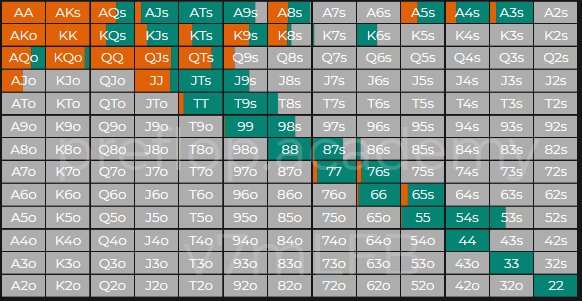 AA AKs AQs AJs ATs A9s A8s A7s A6s A5s A4s A3s A2s
AKo KK KQs KJs KTs K9s K8s K7s K6s K5s K4s K3s K2s
AQo KQo QQ QJs QTs Q9s Q8s Q7s Q6s Q5s Q4s Q3s Q2s
AJo KJo QJo JJ JTs J9s J8s J7s J6s J5s J4s J3s J2s
ATo KTo QTo JTo TT T9s T8s T7s T6s T5s T4s T3s T2s
A9o K9o Q9o J9o T9o 99 98s 97s 96s 95s 94s 93s 92s
A8o K8o Q8o J8o T8o 98o 88 87s 86s 85s 84s 83s 82s
preflop.academy
A7o K7o Q7o J7o T7o 97o 87o 77 76s 75s 74s 73s 72s
A6o K6o Q6o J6o T6o 96o 86o 76o 66 65s 64s 63s 62s
A5o K5o Q5o J5o T5o 95o 85o 75o 65o 55 54s 53s 52s
A4o K4o Q4o J4o T4o 94o 84o 74o 64o 54o 44 43s 42s
A3o K3o Q3o J3o T3o 93o 83o 73o 63o 53o 43o 33 32s
A2o K2o Q2o J2o T2o 92o 82o 72o 62o 52o 42o 32o 22